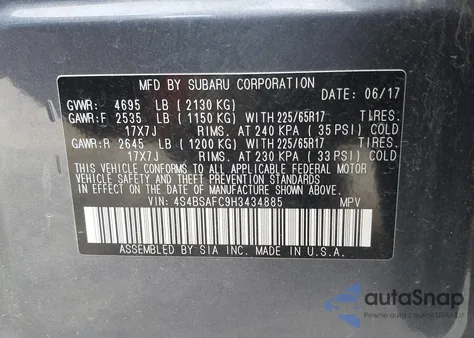 MFD BY SUBARU CORPORATION
DATE: 06/17
GVWR: 4695 LB (2130 KG)
GAWR:F 2535 LB (1150 KG) WITH 225/65R17 TIRES.
17X7J RIMS. AT 240 KPA (35 PSI) COLD
GAWR:R 2645 LB (1200 KG) WITH 225/65R17 TIRES.
17X7J RIMS. AT 230 KPA (33 PSI) COLD
THIS VEHICLE CONFORMS TO ALL APPLICABLE FEDERAL MOTOR
VEHICLE SAFETY AND THEFT PREVENTION STANDARDS
IN EFFECT ON THE DATE OF MANUFACTURE SHOWN ABOVE.
VIN: 4S4BSAFC9H3434885 MPV
ASSEMBLED BY SIA INC. IN U.S.A.
autoSnap
Pewne auto z USA i EU